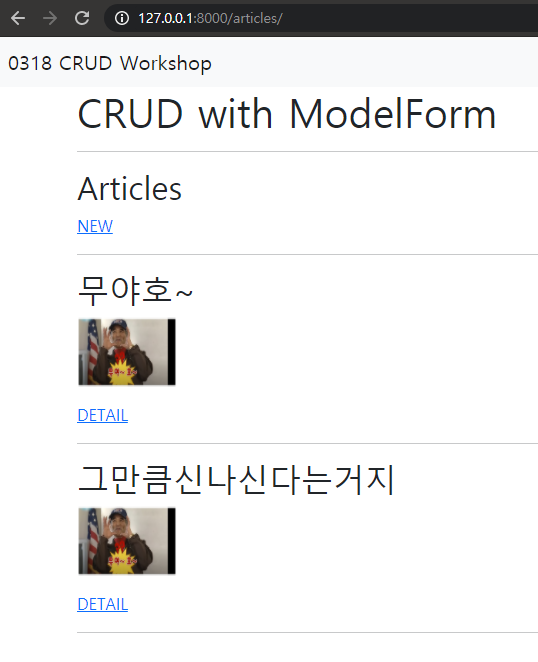 127.0.0.1:8000/articles/
0318 CRUD Workshop
CRUD with ModelForm
Articles
NEW
무야호~
DETAIL
그만큼신나신다는거지
DETAIL